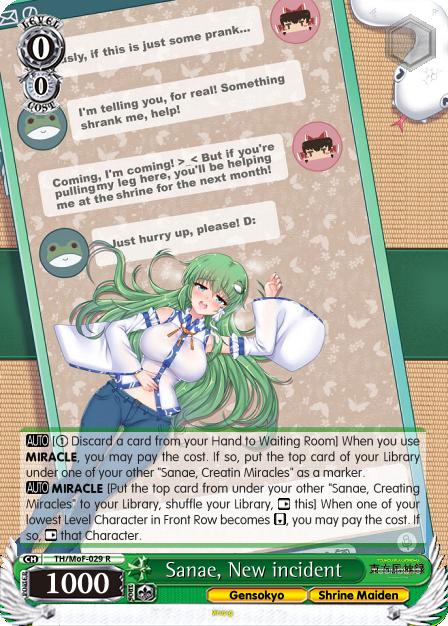 LEVEL
0
0
COST
usly, if this is just some prank...
I'm telling you, for real! Something
shrank me, help!
Coming, I'm coming! >_< But if you're
pulling my leg here, you'll be helping
me at the shrine for the next month!
Just hurry up, please! D:
AUTO [① Discard a card from your Hand to Waiting Room] When you use
MIRACLE, you may pay the cost. If so, put the top card of your Library
under one of your other "Sanae, Creatin Miracles" as a marker.
AUTO MIRACLE [Put the top card from under your other "Sanae, Creating
Miracles" to your Library, shuffle your Library, this] When one of your
lowest Level Character in Front Row becomes [ ], you may pay the cost. If
so, that Character.
CH TH/MoF-029 R
POWER 1000 SOUL Sanae, New incident
Gensokyo Shrine Maiden